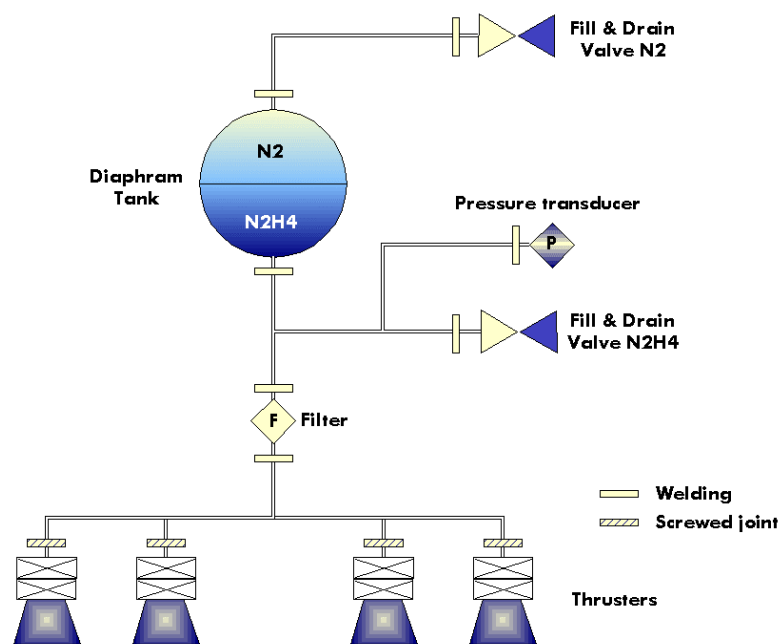 Fill & Drain
Valve N2
N2
Diaphram
Tank
N2H4
Pressure transducer
P
Fill & Drain
Valve N2H4
F
Filter
Welding
Screwed joint
Thrusters